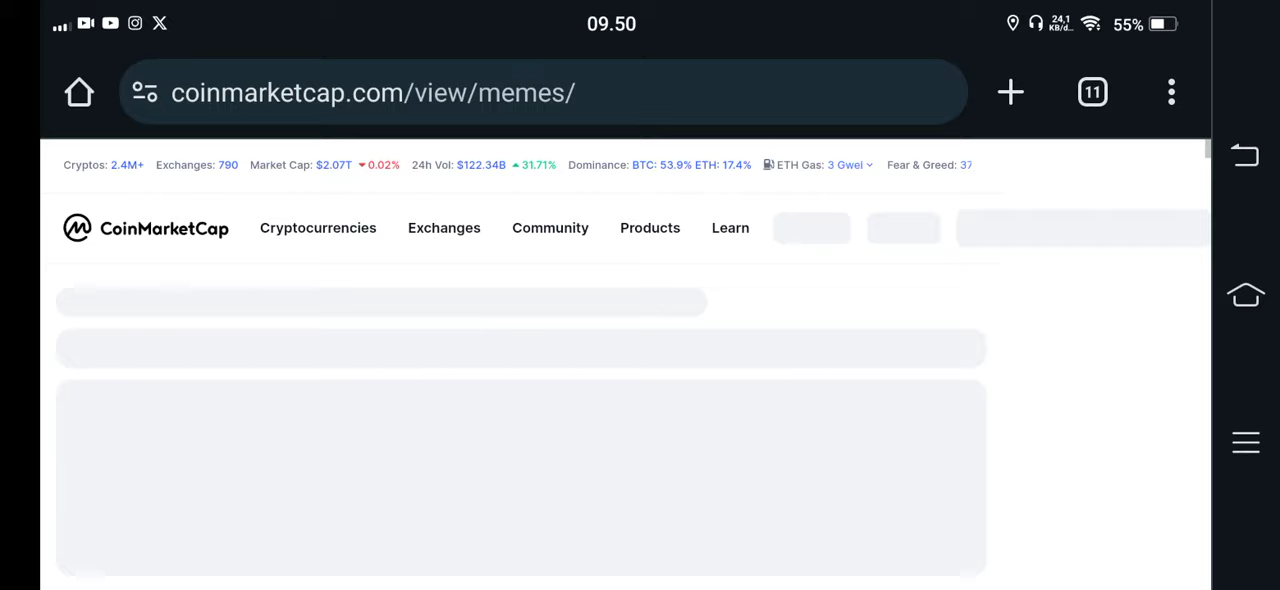 09.50
24,1
KB/d...
55%
coinmarketcap.com/view/memes/
11
Cryptos: 2.4M+ Exchanges: 790 Market Cap: $2.07T 0.02% 24h Vol: $122.34B 31.71% Dominance: BTC: 53.9% ETH: 17.4% ETH Gas: 3 Gwei Fear & Greed: 37
CoinMarketCap Cryptocurrencies Exchanges Community Products Learn